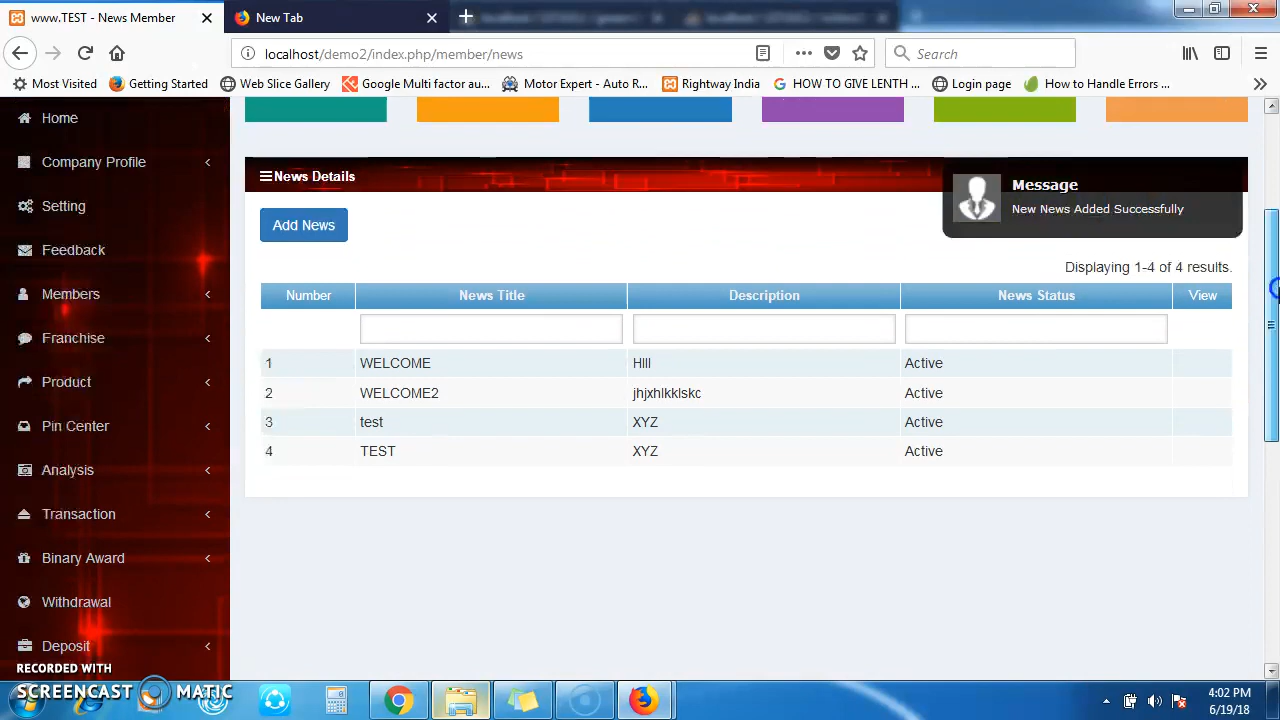 www.TEST - News Member
New Tab
localhost/demo2/index.php/member/news
Search
Most Visited
Getting Started
Web Slice Gallery
Google Multi factor au...
Motor Expert - Auto R...
Rightway India
HOW TO GIVE LENTH ...
Login page
How to Handle Errors ...
Home
Company Profile
Setting
Feedback
Members
Franchise
Product
Pin Center
Analysis
Transaction
Binary Award
Withdrawal
Deposit
News Details
Message
New News Added Successfully
Add News
Displaying 1-4 of 4 results.
Number News Title Description News Status View
1 WELCOME HIll Active
2 WELCOME2 jhjxhlkklskc Active
3 test XYZ Active
4 TEST XYZ Active
RECORDED WITH
SCREENCAST MATIC
4:02 PM
6/19/18